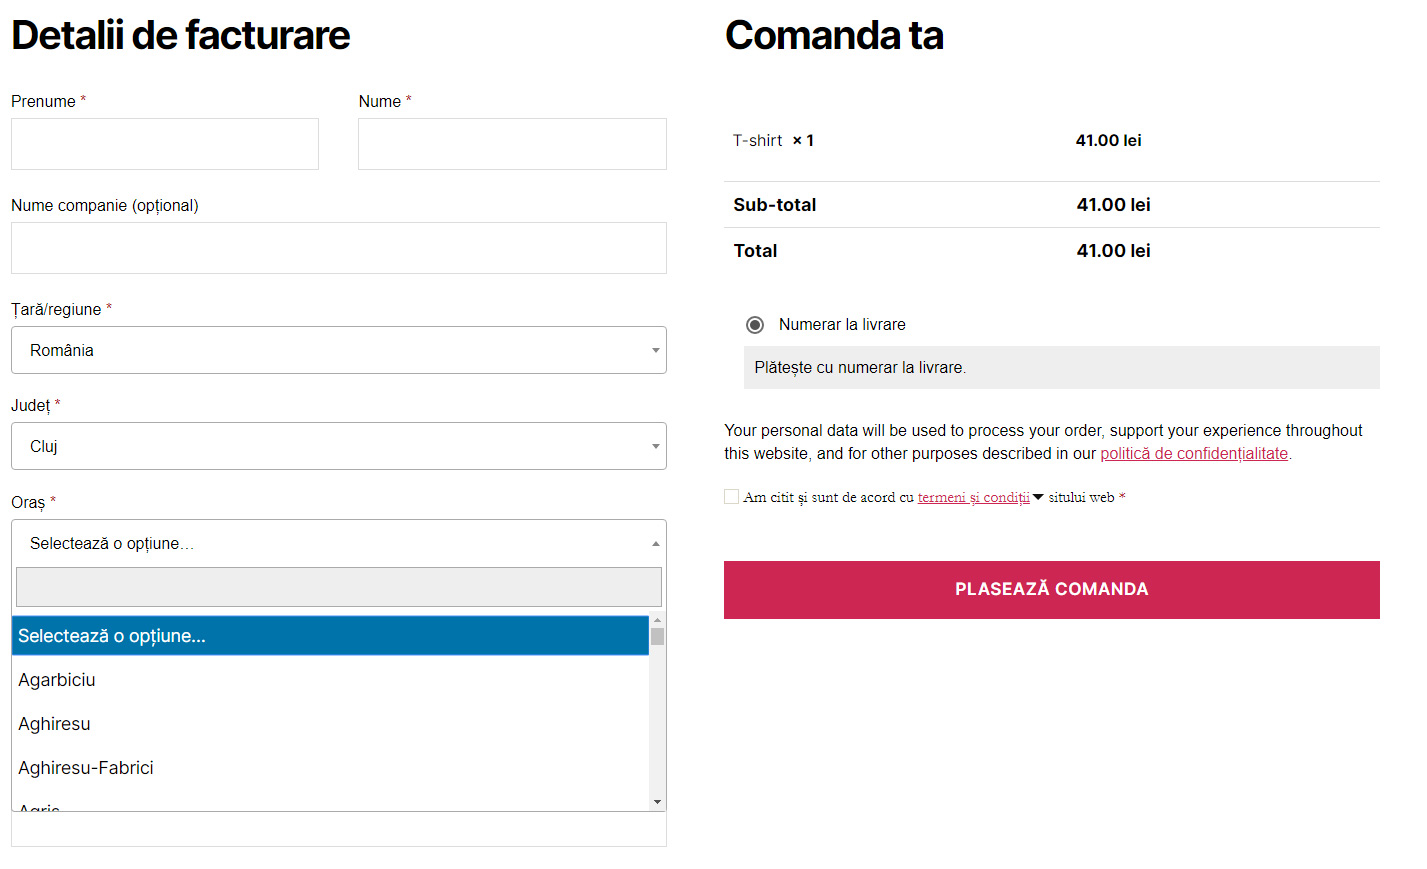 Detalii de facturare
Prenume *
Nume *
Nume companie (opțional)
Țară/regiune *
România
Județ *
Cluj
Oraș *
Selectează o opțiune…
Selectează o opțiune…
Agarbiciu
Aghiresu
Aghiresu-Fabrici
Comanda ta
T-shirt × 1 41.00 lei
Sub-total 41.00 lei
Total 41.00 lei
Numerar la livrare
Plătește cu numerar la livrare.
Your personal data will be used to process your order, support your experience throughout
this website, and for other purposes described in our politică de confidențialitate.
Am citit și sunt de acord cu termeni și condiții sitului web *
PLASEAZĂ COMANDA